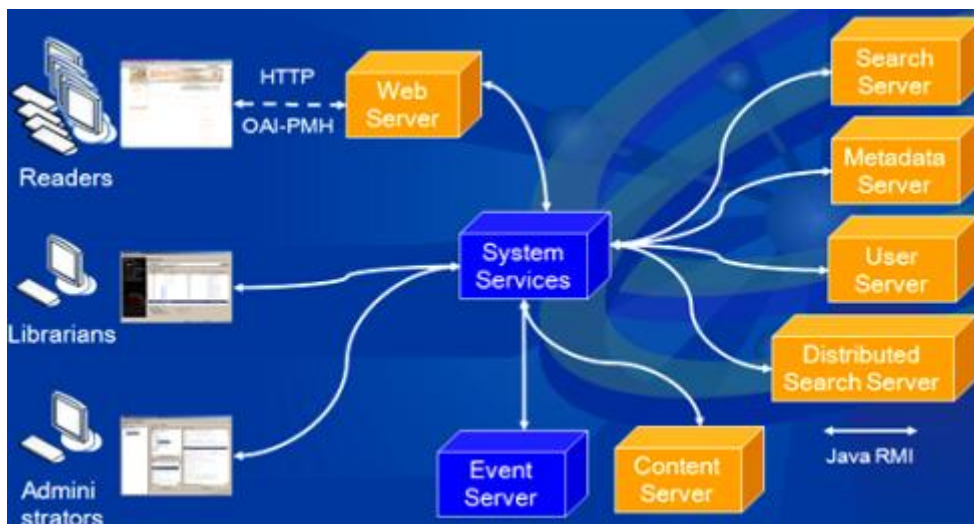 Readers
HTTP
OAI-PMH
Web
Server
Search
Server
Metadata
Server
User
Server
Distributed
Search Server
Java RMI
System
Services
Librarians
Admini
strators
Event
Server
Content
Server